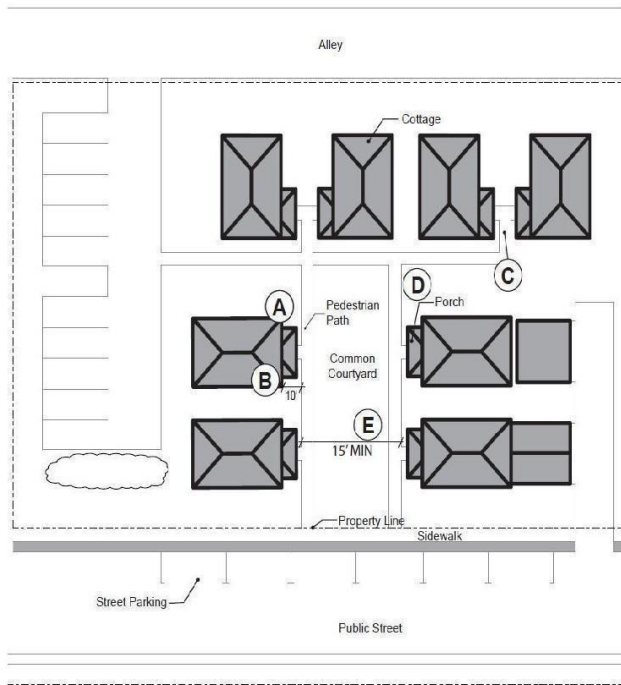 Alley
Cottage
C
A
D
Pedestrian
Path
Porch
Common
Courtyard
B
10'
E
15' MIN
Property Line
Sidewalk
Street Parking
Public Street